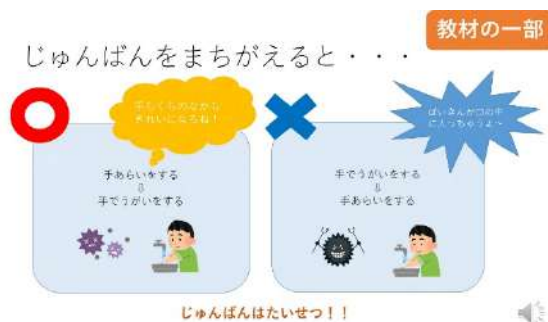 教材の一部
じゅんばんをまちがえると・・・
手もくちのなかも
きれいになるね！
ばいきんが口の中
に入っちゃうよ～
手あらいをする
⇩
手でうがいをする
手でうがいをする
⇩
手あらいをする
じゅんばんはたいせつ！！